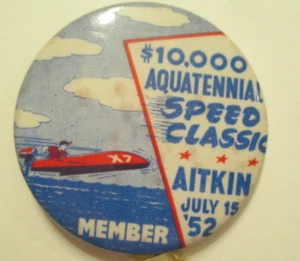 $10,000
AQUATENNIAL
SPEED
CLASSIC
AITKIN
JULY 15
'52
X7
MEMBER